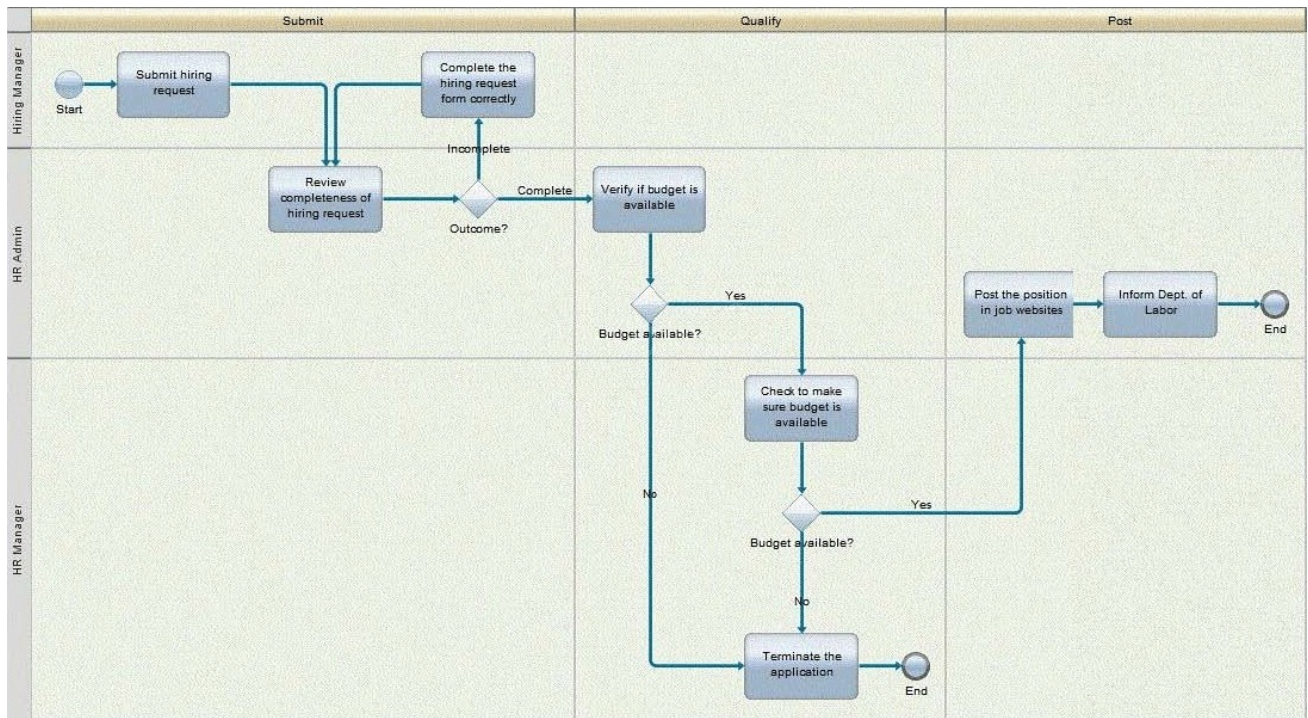 Submit
Qualify
Post
Hiring Manager
Start
Submit hiring
request
Complete the
hiring request
form correctly
Incomplete
HR Admin
Review
completeness of
hiring request
Outcome?
Complete
Verify if budget is
available
Budget available?
Yes
Post the position
in job websites
Inform Dept. of
Labor
End
HR Manager
Check to make
sure budget is
available
No
Budget available?
Yes
No
Terminate the
application
End